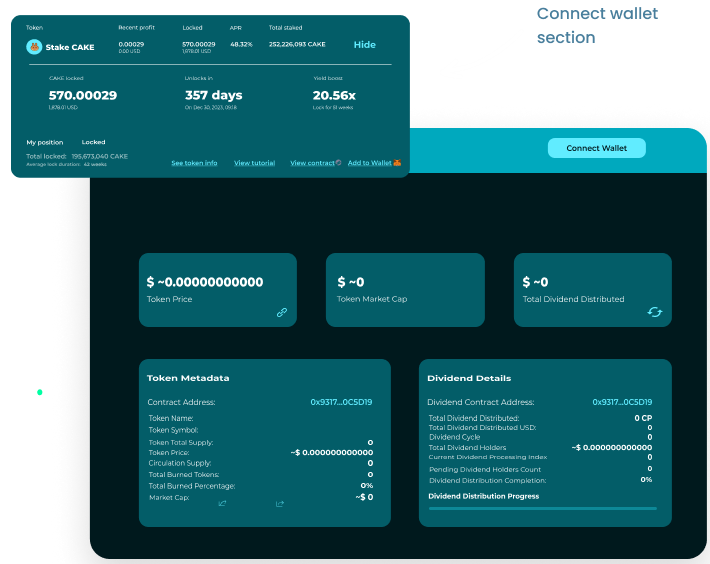 Connect wallet
section
Token Recent profit Locked APR Total staked
Stake CAKE 0.00029 570.00029 48.32% 252,226,093 CAKE Hide
0.00 USD 1,978.01 USD
CAKE locked Unlocks in Yield boost
570.00029 357 days 20.56x
1,978.01 USD On Dec 30, 2023, 09:18 Lock for 51 weeks
My position Locked
Total locked: 195,673,040 CAKE
Average lock duration: 42 weeks
See token info View tutorial View contract Add to Wallet
Connect Wallet
$ ~0.00000000000 $ ~0 $ ~0
Token Price Token Market Cap Total Dividend Distributed
Token Metadata
Contract Address: 0x9317...0C5D19
Token Name:
Token Symbol:
Token Total Supply: 0
Token Price: ~$ 0.000000000000
Circulation Supply: 0
Total Burned Tokens: 0
Total Burned Percentage: 0%
Market Cap: ~$ 0
Dividend Details
Dividend Contract Address: 0x9317...0C5D19
Total Dividend Distributed: 0 CP
Total Dividend Distributed USD: 0
Dividend Cycle 0
Total Dividend Holders ~$ 0.000000000000
Current Dividend Processing Index 0
Pending Dividend Holders Count 0
Dividend Distribution Completion: 0%
Dividend Distribution Progress